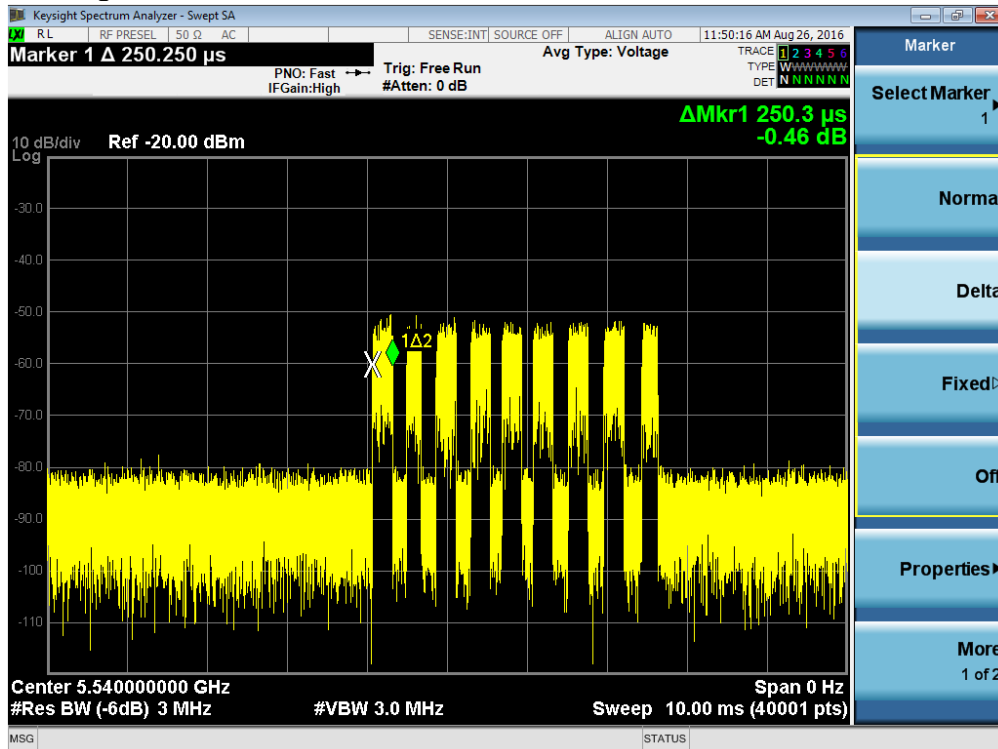 Keysight Spectrum Analyzer - Swept SA
LXI RL RF PRESEL 50 Ω AC SENSE:INT SOURCE OFF ALIGN AUTO 11:50:16 AM Aug 26, 2016
Marker 1 Δ 250.250 µs
Avg Type: Voltage
TRACE 1 2 3 4 5 6
TYPE WWWWWW
DET N N N N N N
PNO: Fast
IFGain:High
Trig: Free Run
#Atten: 0 dB
ΔMkr1 250.3 µs
-0.46 dB
10 dB/div Ref -20.00 dBm
Log
-30.0
-40.0
-50.0
-60.0
-70.0
-80.0
-90.0
-100
-110
1Δ2
X
Center 5.540000000 GHz
Span 0 Hz
#Res BW (-6dB) 3 MHz #VBW 3.0 MHz Sweep 10.00 ms (40001 pts)
MSG STATUS
Marker
Select Marker
1
Norma
Delta
Fixed
Off
Properties
More
1 of 2